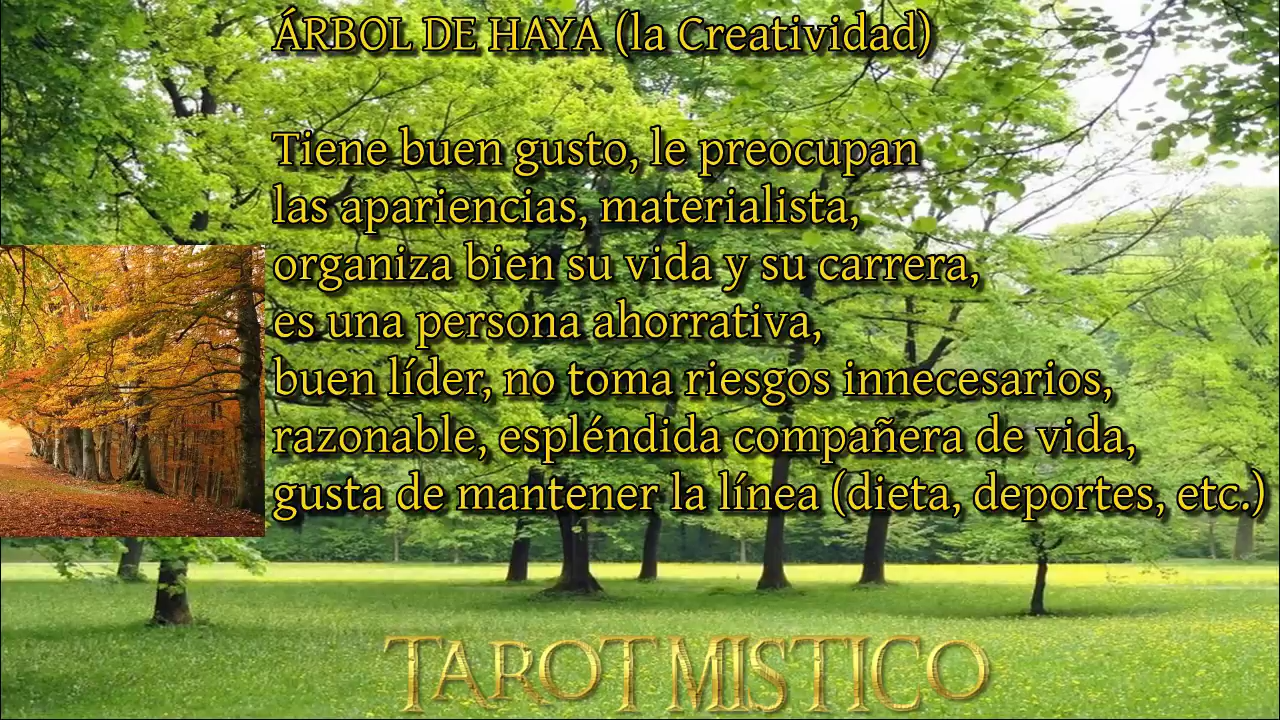 ÁRBOL DE HAYA (la Creatividad)
Tiene buen gusto, le preocupan
las apariencias, materialista,
organiza bien su vida y su carrera,
es una persona ahorrativa,
buen líder, no toma riesgos innecesarios,
razonable, espléndida compañera de vida,
gusta de mantener la línea (dieta, deportes, etc.)
TAROT MISTICO